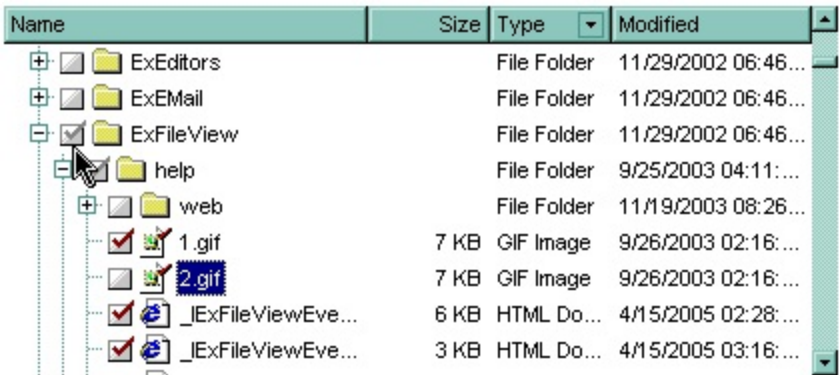 Name Size Type Modified
ExEditors File Folder 11/29/2002 06:46...
ExEMail File Folder 11/29/2002 06:46...
ExFileView File Folder 11/29/2002 06:46...
help File Folder 9/25/2003 04:11:...
web File Folder 11/19/2003 08:26...
1.gif 7 KB GIF Image 9/26/2003 02:16:...
2.gif 7 KB GIF Image 9/26/2003 02:16:...
_IExFileViewEve... 6 KB HTML Do... 4/15/2005 02:28:...
_IExFileViewEve... 3 KB HTML Do... 4/15/2005 03:16:...